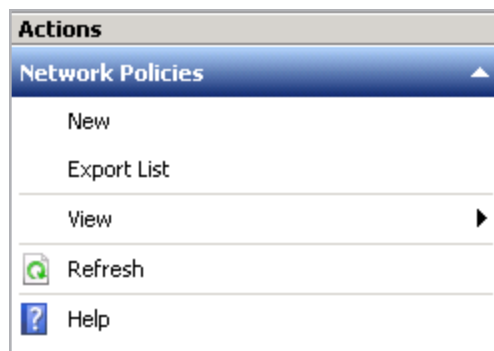 Actions
Network Policies
New
Export List
View
Refresh
Help